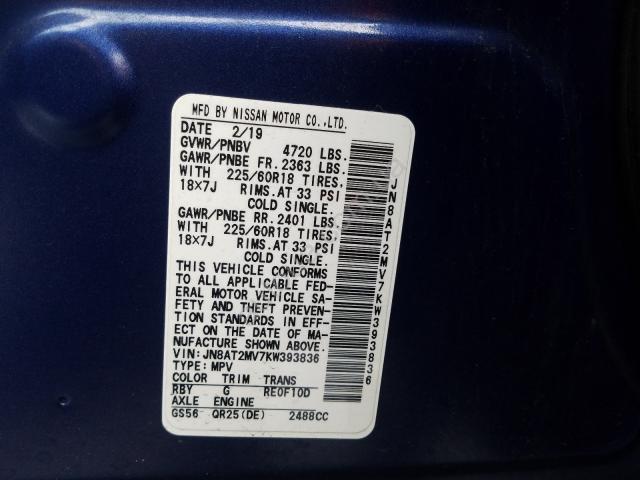 MFD BY NISSAN MOTOR CO.,LTD.
DATE 2/19
GVWR/PNBV 4720 LBS.
GAWR/PNBE FR. 2363 LBS.
WITH 225/60R18 TIRES,
18X7J RIMS.AT 33 PSI
COLD SINGLE.
GAWR/PNBE RR. 2401 LBS.
WITH 225/60R18 TIRES,
18X7J RIMS.AT 33 PSI
COLD SINGLE.
THIS VEHICLE CONFORMS
TO ALL APPLICABLE FED-
ERAL MOTOR VEHICLE SA-
FETY AND THEFT PREVEN-
TION STANDARDS IN EFF-
ECT ON THE DATE OF MA-
NUFACTURE SHOWN ABOVE.
VIN:JN8AT2MV7KW393836
TYPE:MPV
COLOR TRIM TRANS
RBY G RE0F10D
AXLE ENGINE
GS56 QR25(DE) 2488CC
JN8AT2MV7KW393836